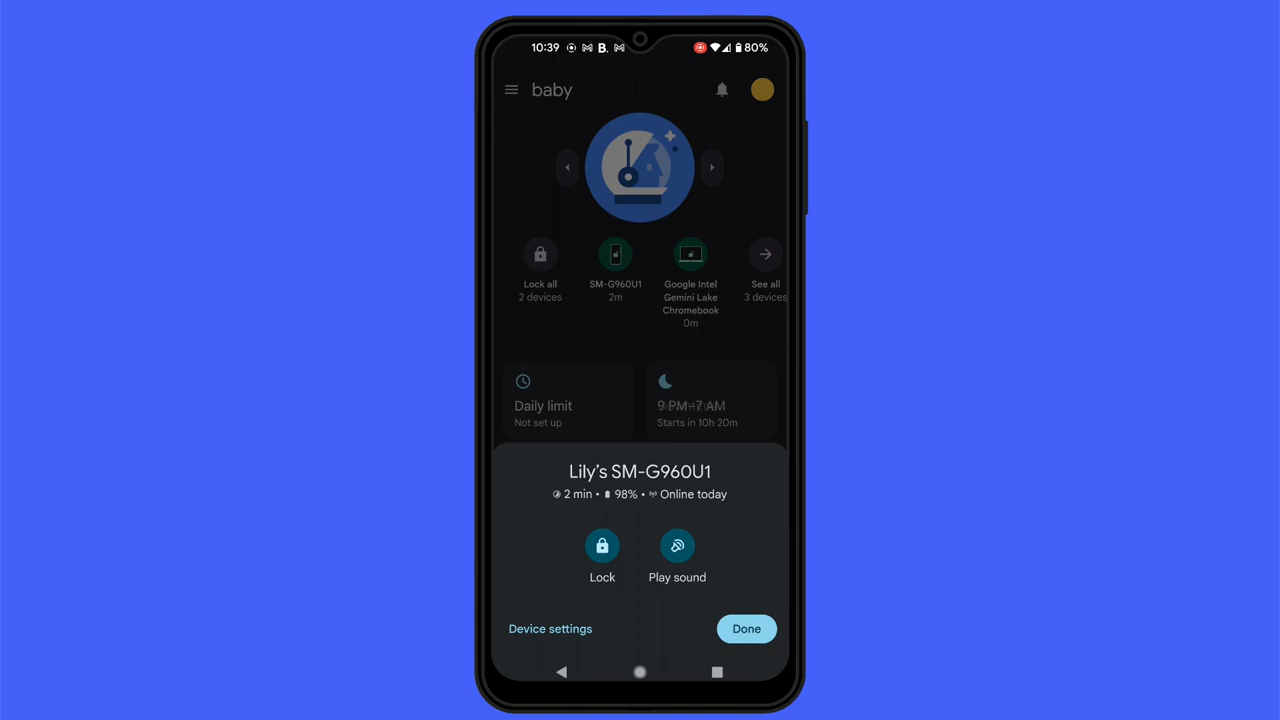 10:39 B. 80%
baby
Lock all
2 devices
SM-G960U1
2m
Google Intel
Gemini Lake
Chromebook
0m
See all
3 devices
Daily limit
Not set up
9 PM–7 AM
Starts in 10h 20m
Lily's SM-G960U1
2 min • 98% • Online today
Lock
Play sound
Device settings
Done